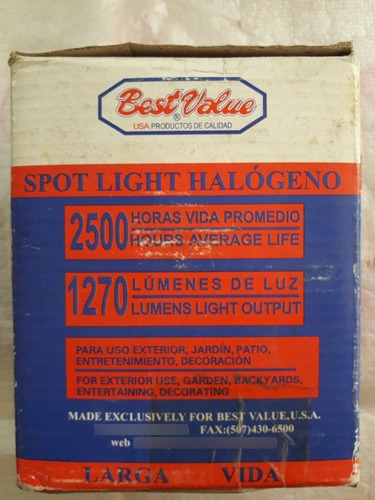 Best Value
®
USA PRODUCTOS DE CALIDAD
SPOT LIGHT HALÓGENO
2500 HORAS VIDA PROMEDIO
HOURS AVERAGE LIFE
1270 LÚMENES DE LUZ
LUMENS LIGHT OUTPUT
PARA USO EXTERIOR, JARDÍN, PATIO,
ENTRETENIMIENTO, DECORACIÓN
FOR EXTERIOR USE, GARDEN, BACKYARDS,
ENTERTAINING, DECORATING
MADE EXCLUSIVELY FOR BEST VALUE,U.S.A.
FAX:(507)430-6500
web
LARGA VIDA